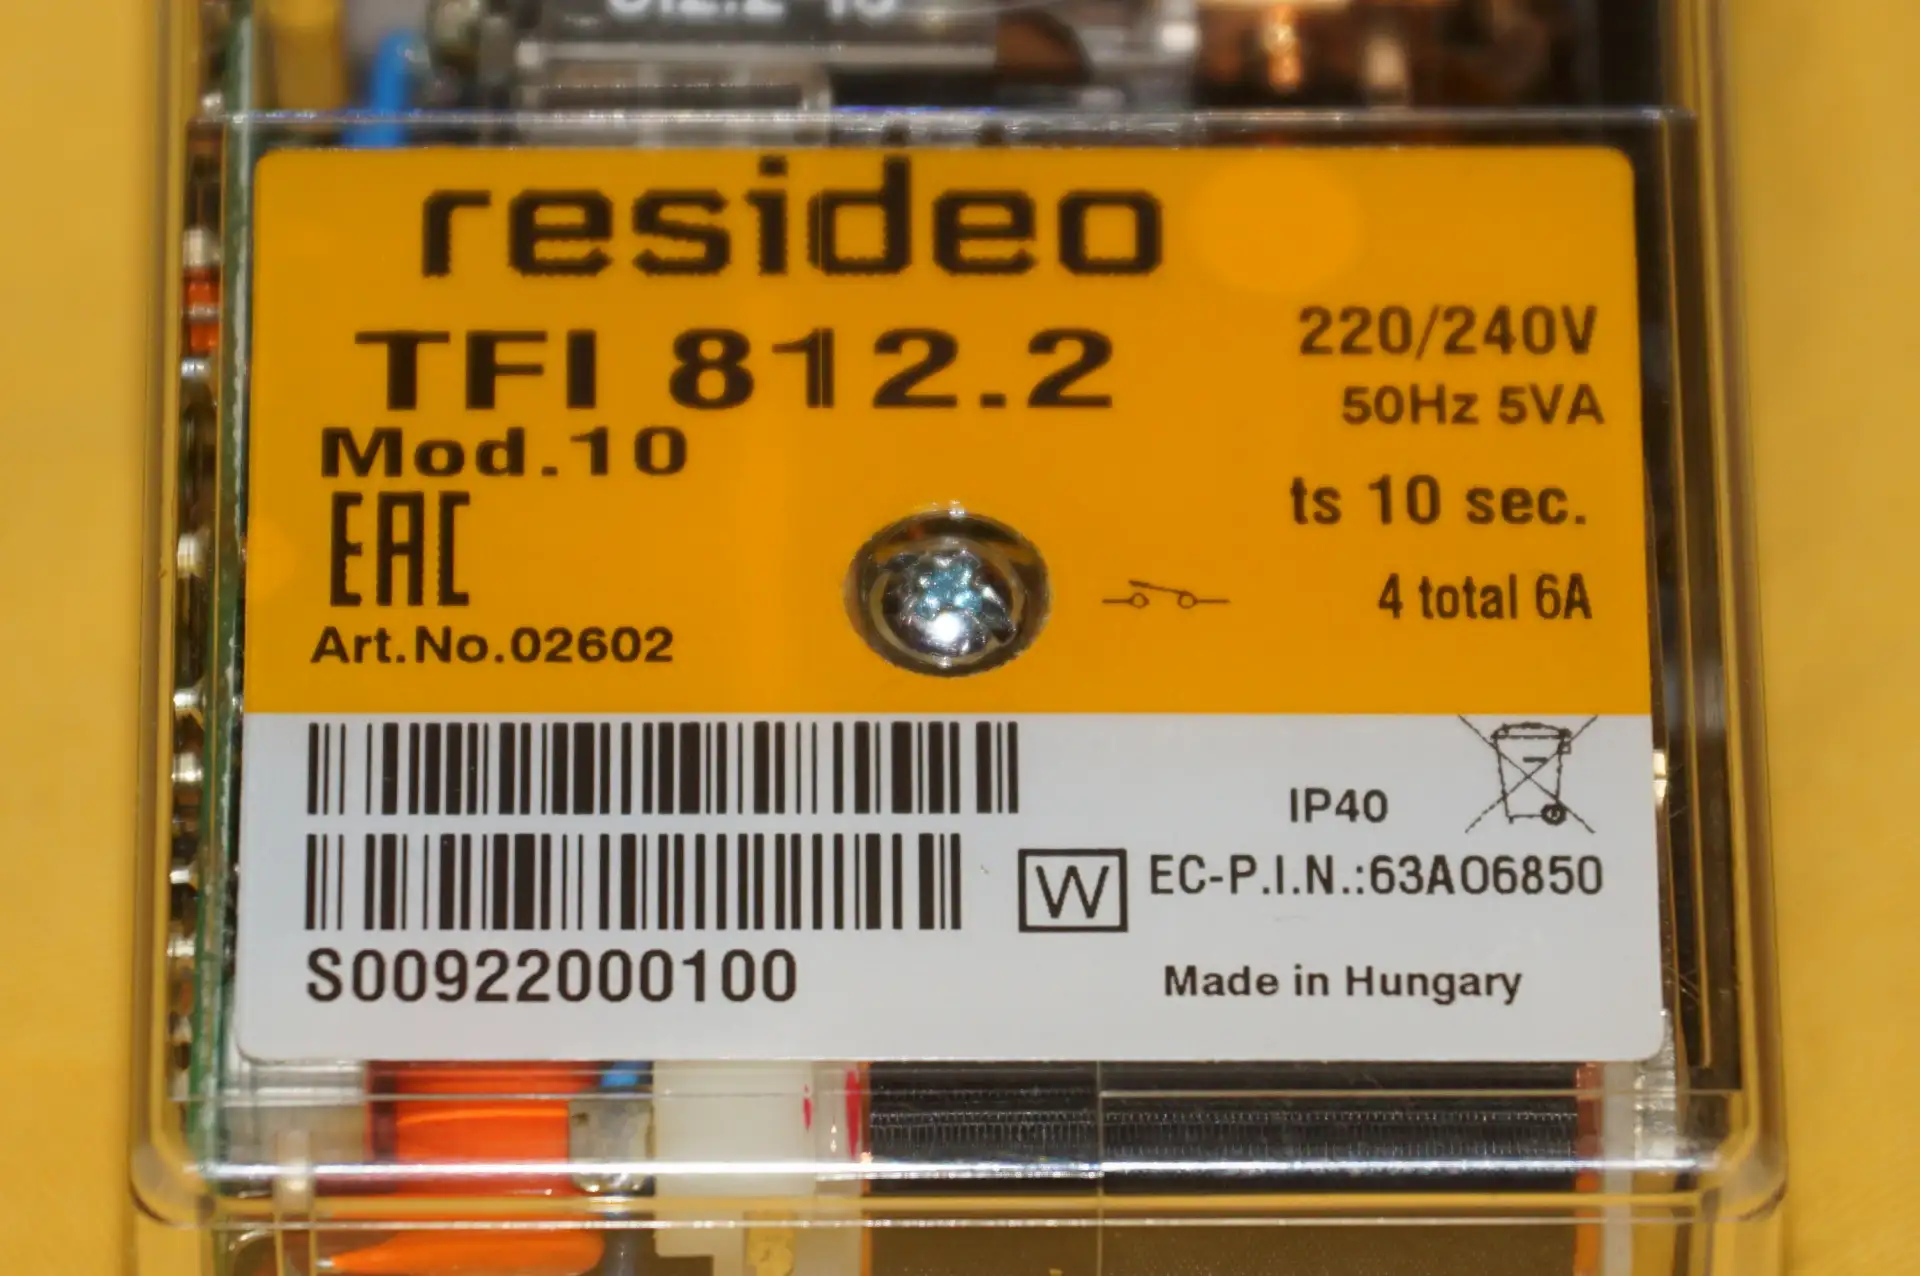 resideo
TFI 812.2
220/240V
50Hz 5VA
Mod.10
ts 10 sec.
EAC
4 total 6A
Art.No.02602
IP40
W EC-P.I.N.:63AO6850
S00922000100
Made in Hungary